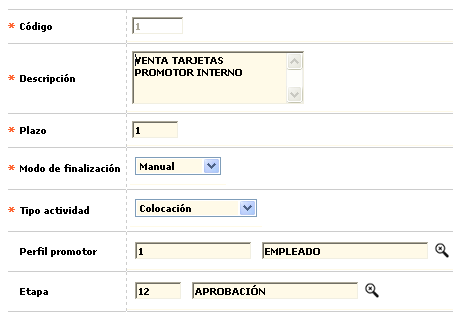 * Código 1
* Descripción VENTA TARJETAS
PROMOTOR INTERNO
* Plazo 1
* Modo de finalización Manual
* Tipo actividad Colocación
Perfil promotor 1 EMPLEADO
Etapa 12 APROBACIÓN